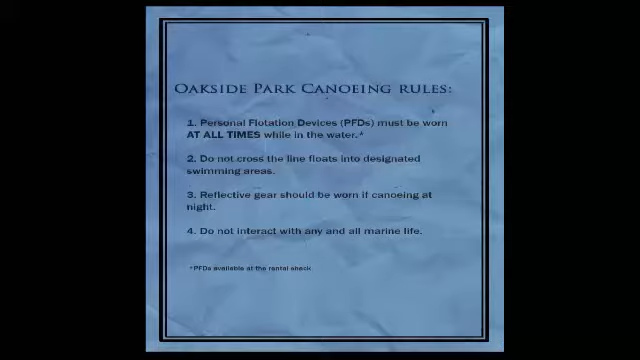 OAKSIDE PARK CANOEING RULES:
1. Personal Flotation Devices (PFDs) must be worn
AT ALL TIMES while in the water.*
2. Do not cross the line floats into designated
swimming areas.
3. Reflective gear should be worn if canoeing at
night.
4. Do not interact with any and all marine life.
*PFDs available at the rental shack